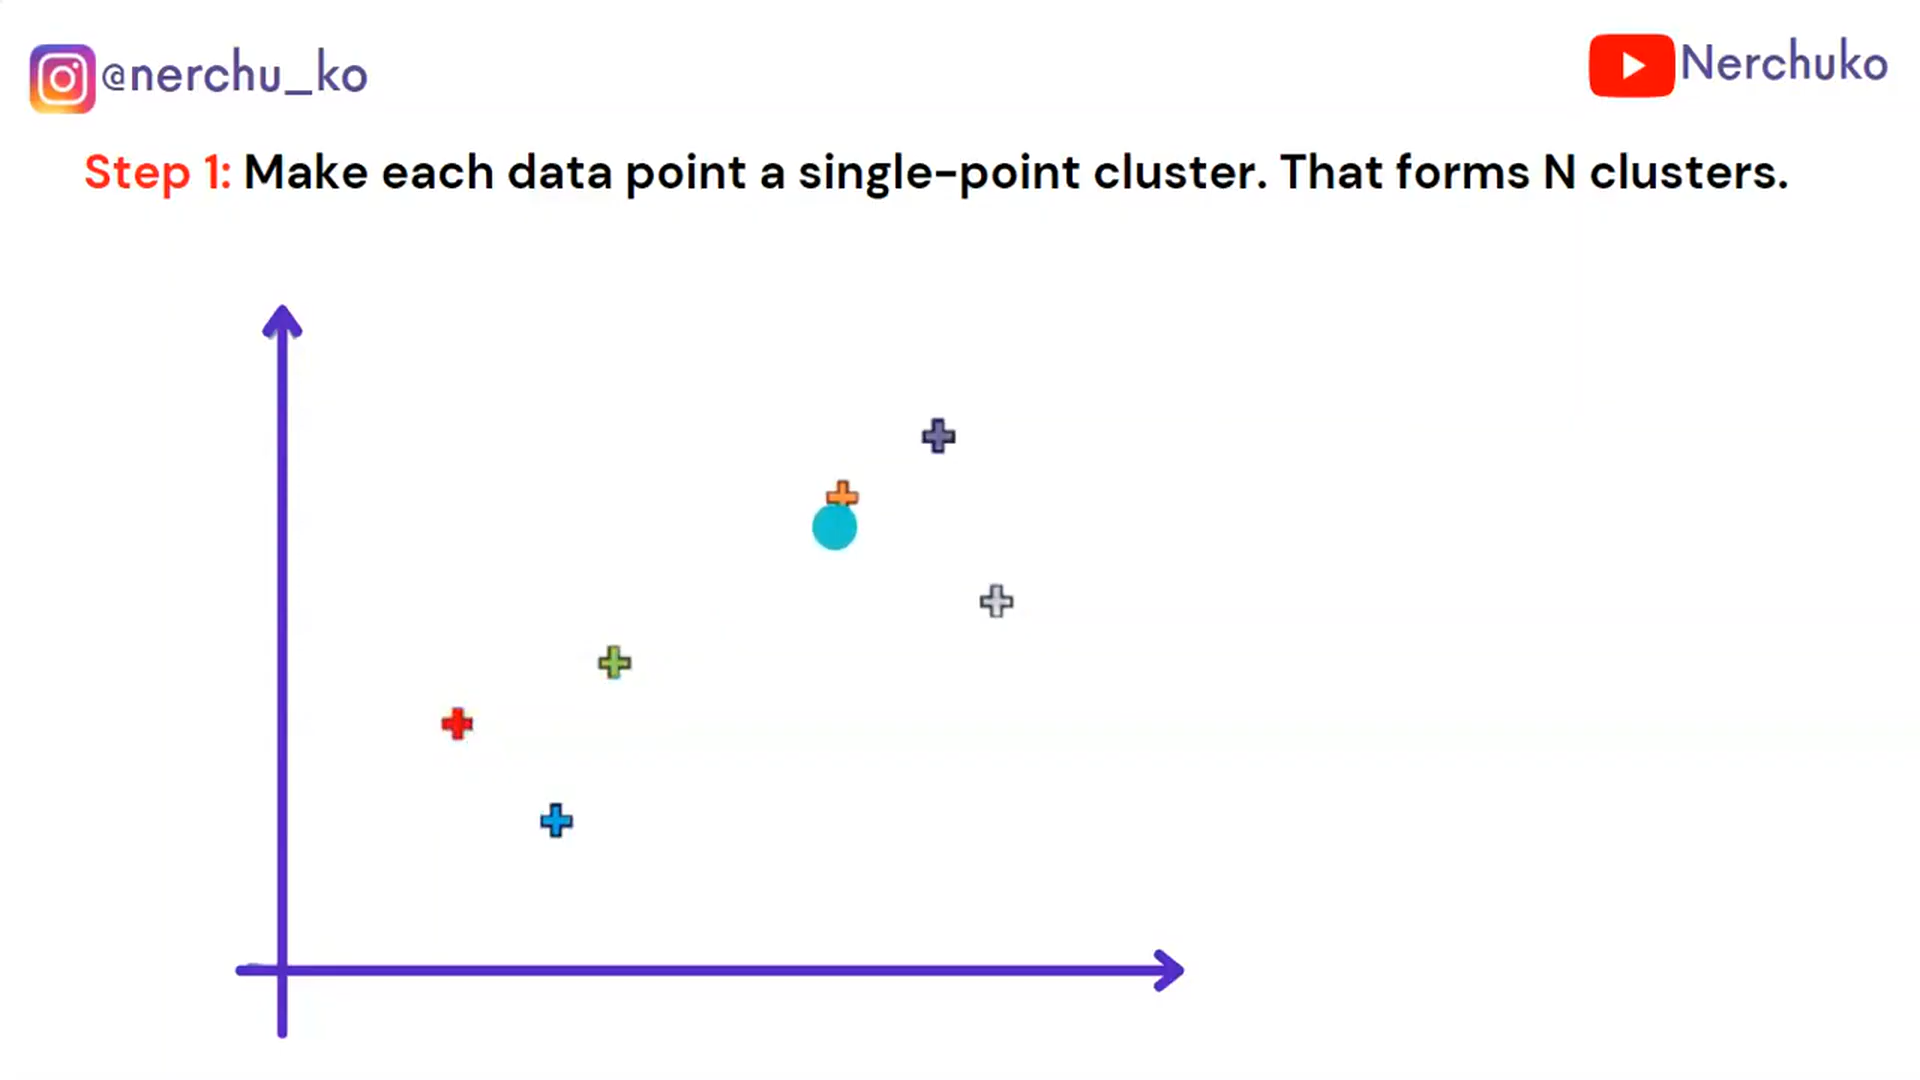 @nerchu_ko
Nerchuko
Step 1: Make each data point a single-point cluster. That forms N clusters.